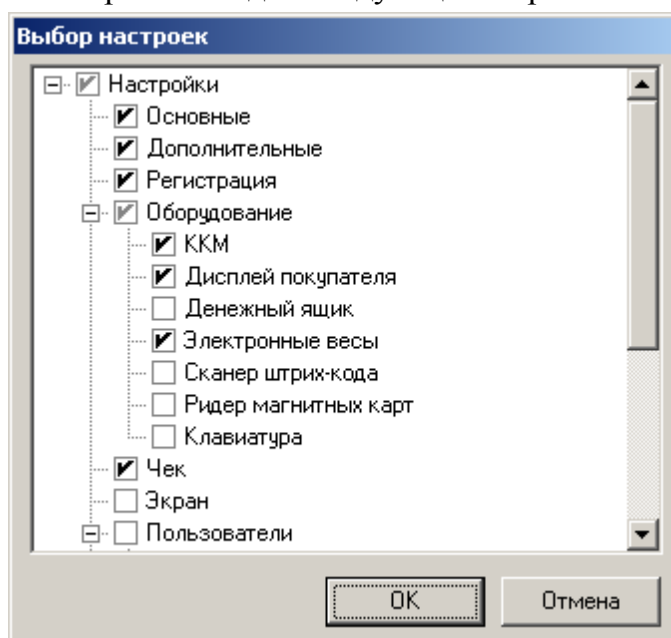 Выбор настроек
Настройки
Основные
Дополнительные
Регистрация
Оборудование
ККМ
Дисплей покупателя
Денежный ящик
Электронные весы
Сканер штрих-кода
Ридер магнитных карт
Клавиатура
Чек
Экран
Пользователи
ОК
Отмена